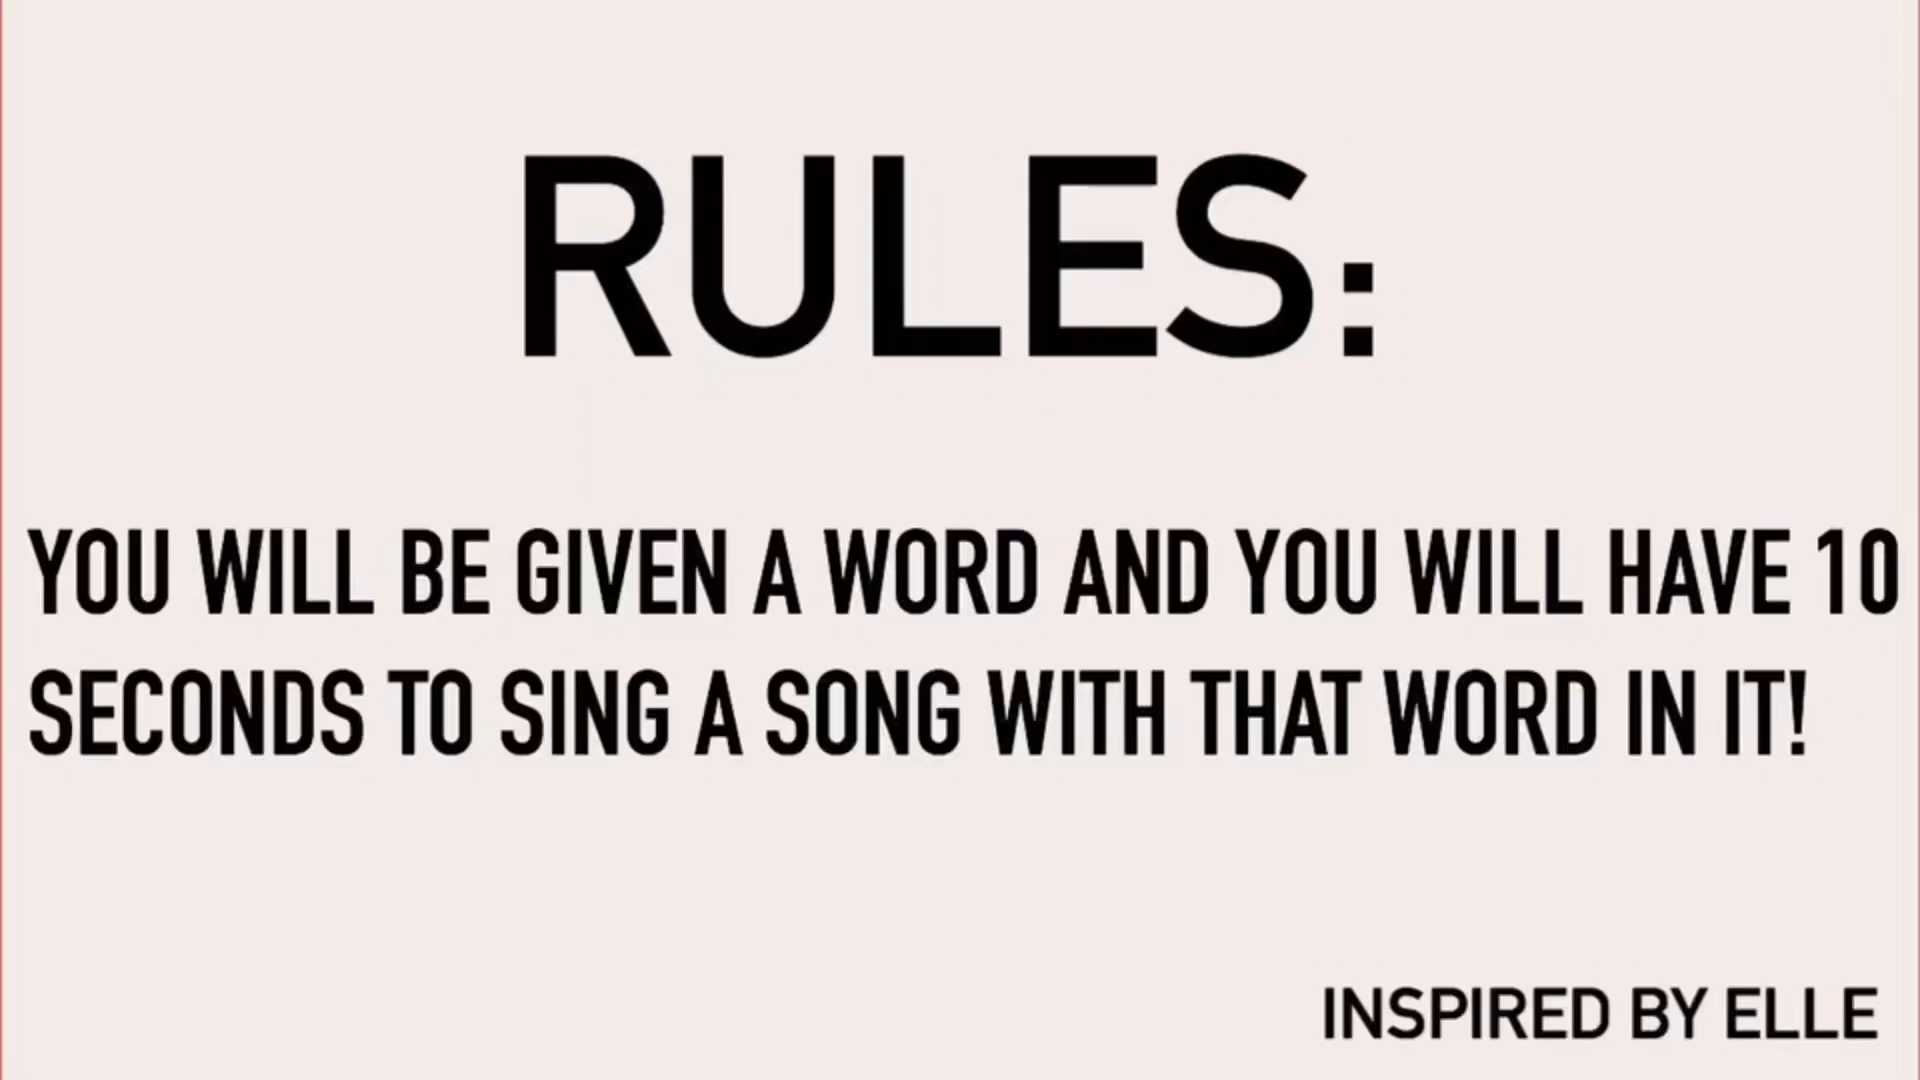 RULES:
YOU WILL BE GIVEN A WORD AND YOU WILL HAVE 10
SECONDS TO SING A SONG WITH THAT WORD IN IT!
INSPIRED BY ELLE